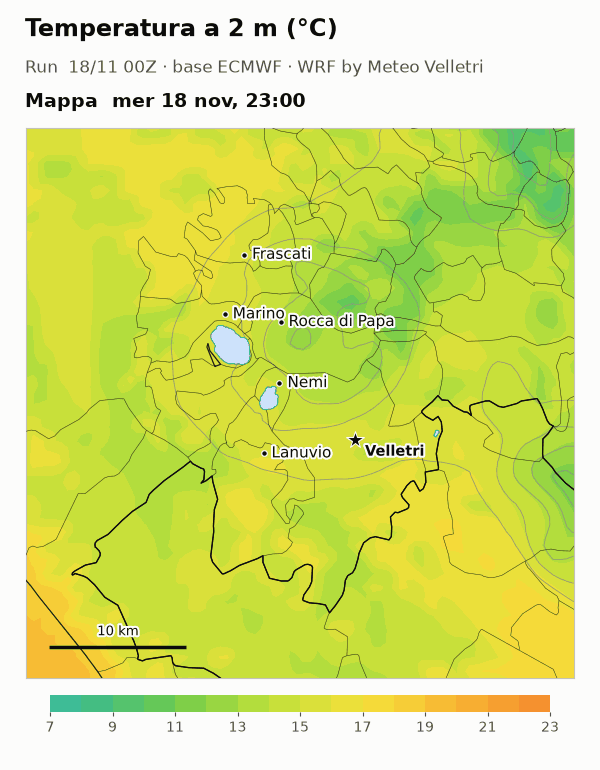 Temperatura a 2 m (°C)
Run 18/11 00Z · base ECMWF · WRF by Meteo Velletri
Mappa mer 18 nov, 23:00
Frascati
Marino
Rocca di Papa
Nemi
Velletri
Lanuvio
10 km
7 9 11 13 15 17 19 21 23